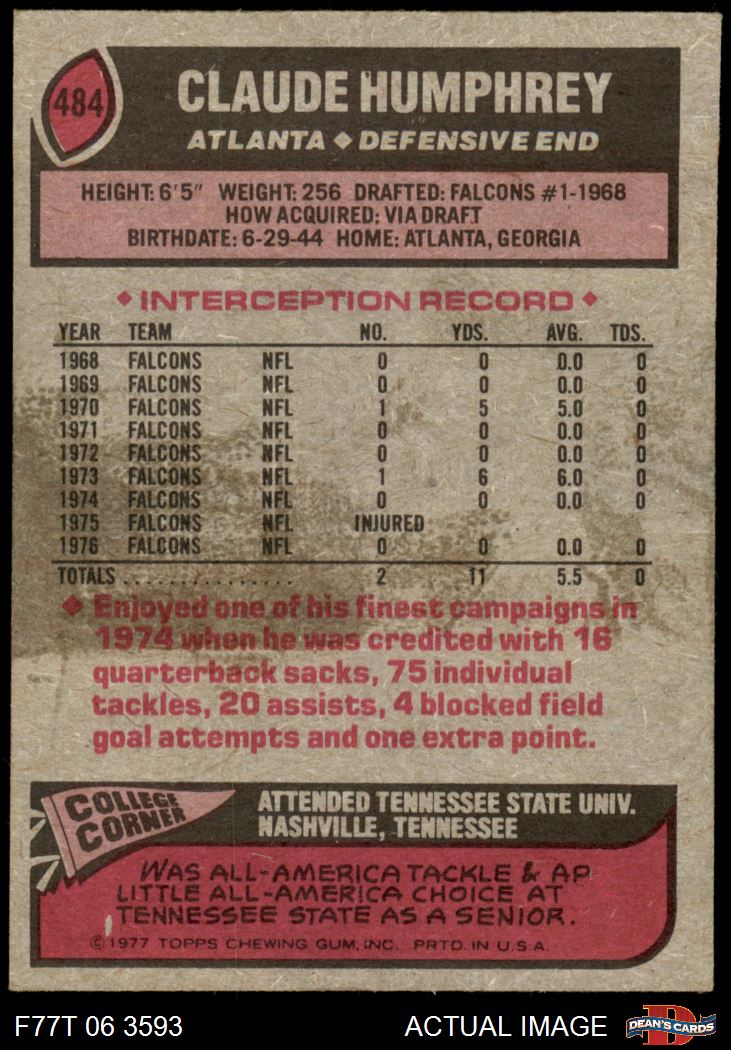 484
CLAUDE HUMPHREY
ATLANTA ◆ DEFENSIVE END
HEIGHT: 6'5" WEIGHT: 256 DRAFTED: FALCONS #1-1968
HOW ACQUIRED: VIA DRAFT
BIRTHDATE: 6-29-44 HOME: ATLANTA, GEORGIA
◆ INTERCEPTION RECORD ◆
YEAR TEAM NO. YDS. AVG. TDS.
1968 FALCONS NFL 0 0 0.0 0
1969 FALCONS NFL 0 0 0.0 0
1970 FALCONS NFL 1 5 5.0 0
1971 FALCONS NFL 0 0 0.0 0
1972 FALCONS NFL 0 0 0.0 0
1973 FALCONS NFL 1 6 6.0 0
1974 FALCONS NFL 0 0 0.0 0
1975 FALCONS NFL INJURED
1976 FALCONS NFL 0 0 0.0 0
TOTALS ................ 2 11 5.5 0
◆ Enjoyed one of his finest campaigns in
1974 when he was credited with 16
quarterback sacks, 75 individual
tackles, 20 assists, 4 blocked field
goal attempts and one extra point.
COLLEGE
CORNER
ATTENDED TENNESSEE STATE UNIV.
NASHVILLE, TENNESSEE
WAS ALL-AMERICA TACKLE & AP
LITTLE ALL-AMERICA CHOICE AT
TENNESSEE STATE AS A SENIOR.
©1977 TOPPS CHEWING GUM, INC. PRTD. IN U.S.A.
F77T 06 3593
ACTUAL IMAGE
D
DEAN'S CARDS